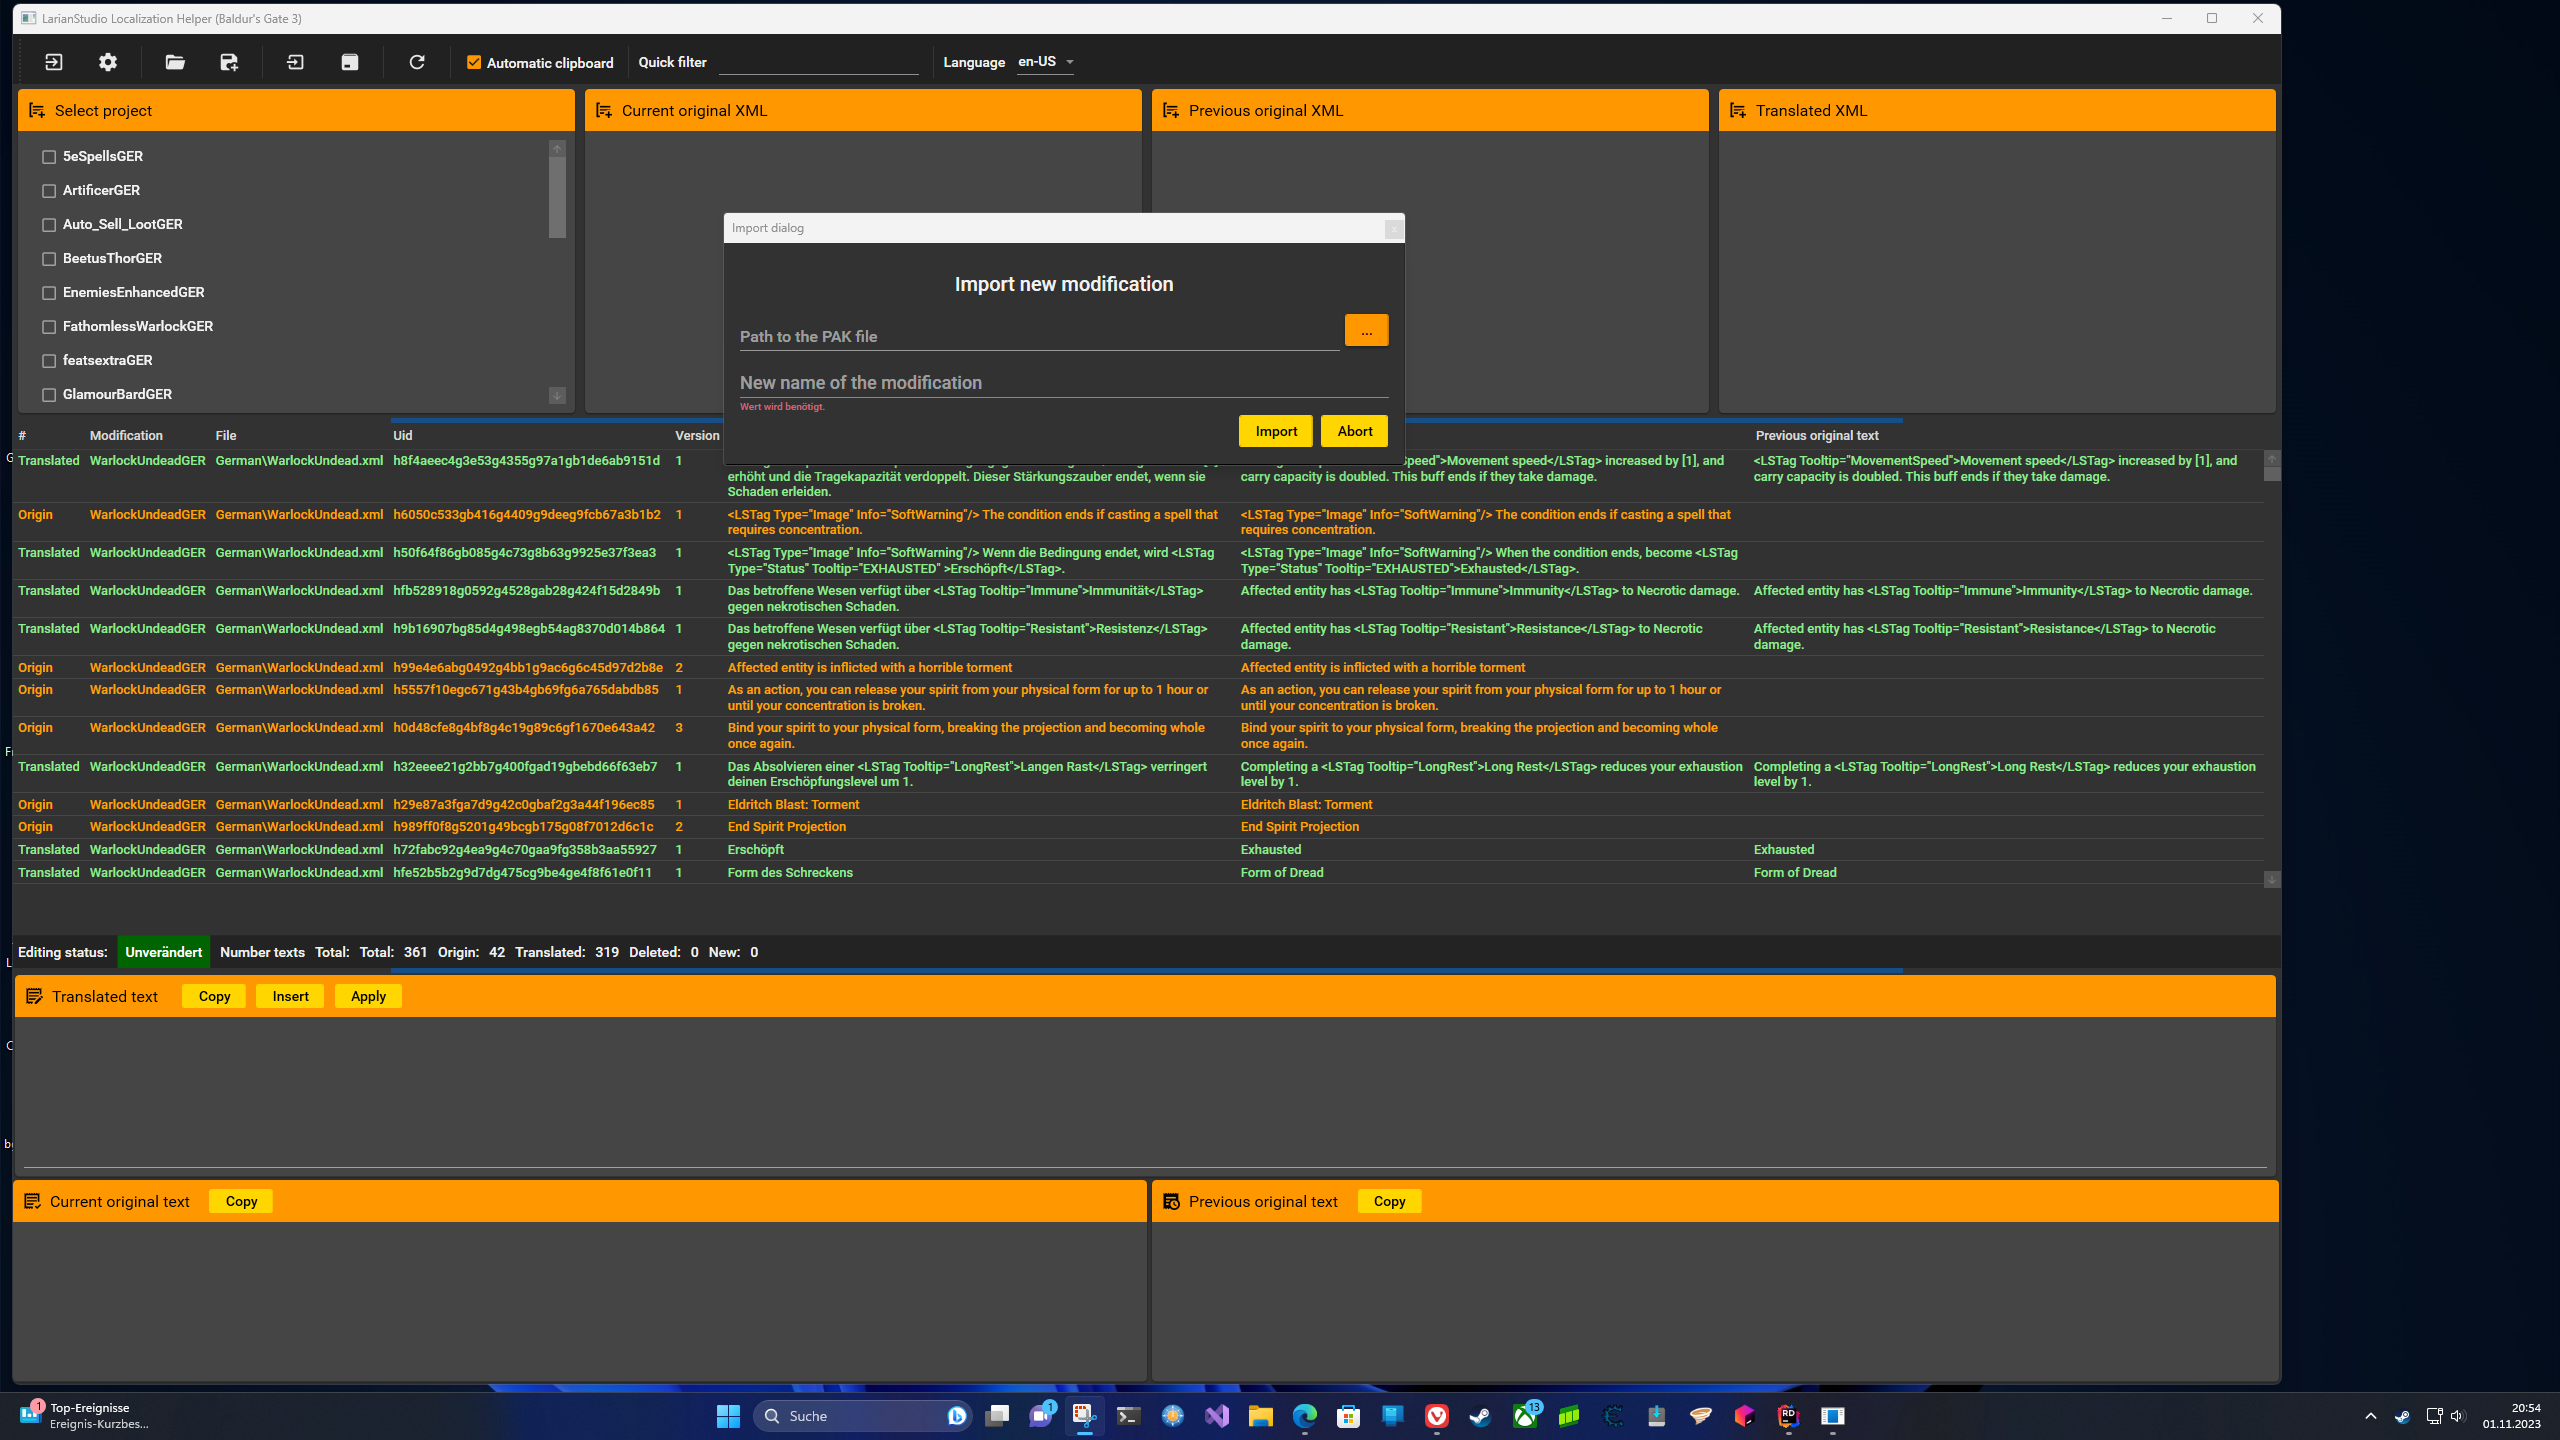 LarianStudio Localization Helper (Baldur's Gate 3)
Automatic clipboard
Quick filter
Language
en-US
Select project
5eSpellsGER
ArtificerGER
Auto_Sell_LootGER
BeetusThorGER
EnemiesEnhancedGER
FathomlessWarlockGER
featsextraGER
GlamourBardGER
Current original XML
Previous original XML
Translated XML
Import dialog
x
Import new modification
Path to the PAK file
...
New name of the modification
Wert wird benötigt.
Import
Abort
# Modification File Uid Version Previous original text
Translated WarlockUndeadGER German\WarlockUndead.xml h8f4aeec4g3e53g4355g97a1gb1de6ab9151d 1
erhöht und die Tragekapazität verdoppelt. Dieser Stärkungszauber endet, wenn sie
Schaden erleiden.
Speed">Movement speed</LSTag> increased by [1], and
carry capacity is doubled. This buff ends if they take damage.
<LSTag Tooltip="MovementSpeed">Movement speed</LSTag> increased by [1], and
carry capacity is doubled. This buff ends if they take damage.
Origin WarlockUndeadGER German\WarlockUndead.xml h6050c533gb416g4409g9deeg9fcb67a3b1b2 1
<LSTag Type="Image" Info="SoftWarning"/> The condition ends if casting a spell that
requires concentration.
<LSTag Type="Image" Info="SoftWarning"/> The condition ends if casting a spell that
requires concentration.
Translated WarlockUndeadGER German\WarlockUndead.xml h50f64f86gb085g4c73g8b63g9925e37f3ea3 1
<LSTag Type="Image" Info="SoftWarning"/> Wenn die Bedingung endet, wird <LSTag
Type="Status" Tooltip="EXHAUSTED" >Erschöpft</LSTag>.
<LSTag Type="Image" Info="SoftWarning"/> When the condition ends, become <LSTag
Type="Status" Tooltip="EXHAUSTED">Exhausted</LSTag>.
Translated WarlockUndeadGER German\WarlockUndead.xml hfb528918g0592g4528gab28g424f15d2849b 1
Das betroffene Wesen verfügt über <LSTag Tooltip="Immune">Immunität</LSTag>
gegen nekrotischen Schaden.
Affected entity has <LSTag Tooltip="Immune">Immunity</LSTag> to Necrotic damage.
Affected entity has <LSTag Tooltip="Immune">Immunity</LSTag> to Necrotic damage.
Translated WarlockUndeadGER German\WarlockUndead.xml h9b16907bg85d4g498egb54ag8370d014b864 1
Das betroffene Wesen verfügt über <LSTag Tooltip="Resistant">Resistenz</LSTag>
gegen nekrotischen Schaden.
Affected entity has <LSTag Tooltip="Resistant">Resistance</LSTag> to Necrotic
damage.
Affected entity has <LSTag Tooltip="Resistant">Resistance</LSTag> to Necrotic
damage.
Origin WarlockUndeadGER German\WarlockUndead.xml h99e4e6abg0492g4bb1g9ac6g6c45d97d2b8e 2 Affected entity is inflicted with a horrible torment Affected entity is inflicted with a horrible torment
Origin WarlockUndeadGER German\WarlockUndead.xml h5557f10egc671g43b4gb69fg6a765dabdb85 1
As an action, you can release your spirit from your physical form for up to 1 hour or
until your concentration is broken.
As an action, you can release your spirit from your physical form for up to 1 hour or
until your concentration is broken.
Origin WarlockUndeadGER German\WarlockUndead.xml h0d48cfe8g4bf8g4c19g89c6gf1670e643a42 3
Bind your spirit to your physical form, breaking the projection and becoming whole
once again.
Bind your spirit to your physical form, breaking the projection and becoming whole
once again.
Translated WarlockUndeadGER German\WarlockUndead.xml h32eeee21g2bb7g400fgad19gbebd66f63eb7 1
Das Absolvieren einer <LSTag Tooltip="LongRest">Langen Rast</LSTag> verringert
deinen Erschöpfungslevel um 1.
Completing a <LSTag Tooltip="LongRest">Long Rest</LSTag> reduces your exhaustion
level by 1.
Completing a <LSTag Tooltip="LongRest">Long Rest</LSTag> reduces your exhaustion
level by 1.
Origin WarlockUndeadGER German\WarlockUndead.xml h29e87a3fga7d9g42c0gbaf2g3a44f196ec85 1 Eldritch Blast: Torment Eldritch Blast: Torment
Origin WarlockUndeadGER German\WarlockUndead.xml h989ff0f8g5201g49bcgb175g08f7012d6c1c 2 End Spirit Projection End Spirit Projection
Translated WarlockUndeadGER German\WarlockUndead.xml h72fabc92g4ea9g4c70gaa9fg358b3aa55927 1 Erschöpft Exhausted Exhausted
Translated WarlockUndeadGER German\WarlockUndead.xml hfe52b5b2g9d7dg475cg9be4ge4f8f61e0f11 1 Form des Schreckens Form of Dread Form of Dread
Editing status: Unverändert Number texts Total: Total: 361 Origin: 42 Translated: 319 Deleted: 0 New: 0
Translated text Copy Insert Apply
Current original text Copy
Previous original text Copy
1
Top-Ereignisse
Ereignis-Kurzbes...
Suche
1
13
RD
20:54
01.11.2023